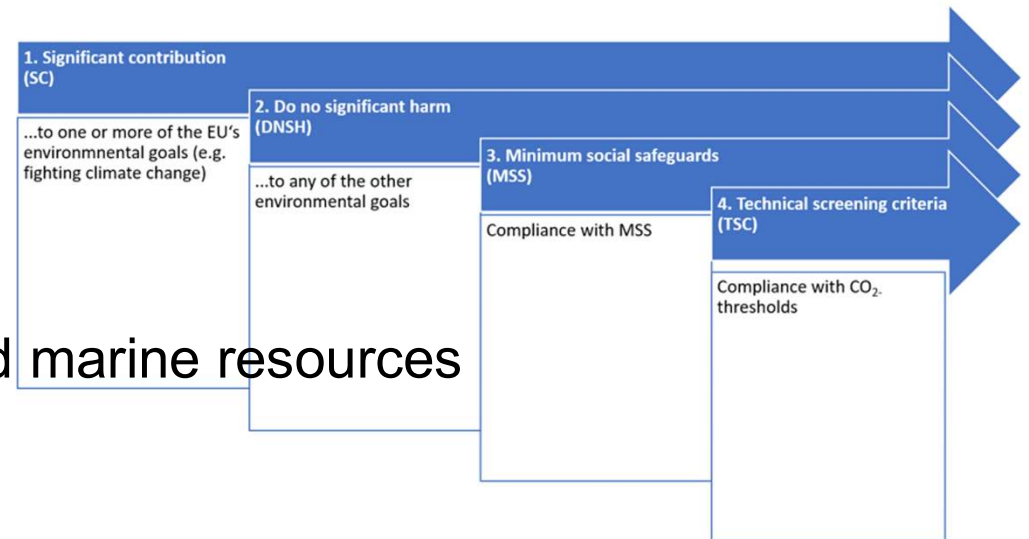 1. Significant contribution
(SC)
...to one or more of the EU's
environmnental goals (e.g.
fighting climate change)
2. Do no significant harm
(DNSH)
...to any of the other
environmental goals
3. Minimum social safeguards
(MSS)
Compliance with MSS
4. Technical screening criteria
(TSC)
Compliance with CO₂-
thresholds
marine resources